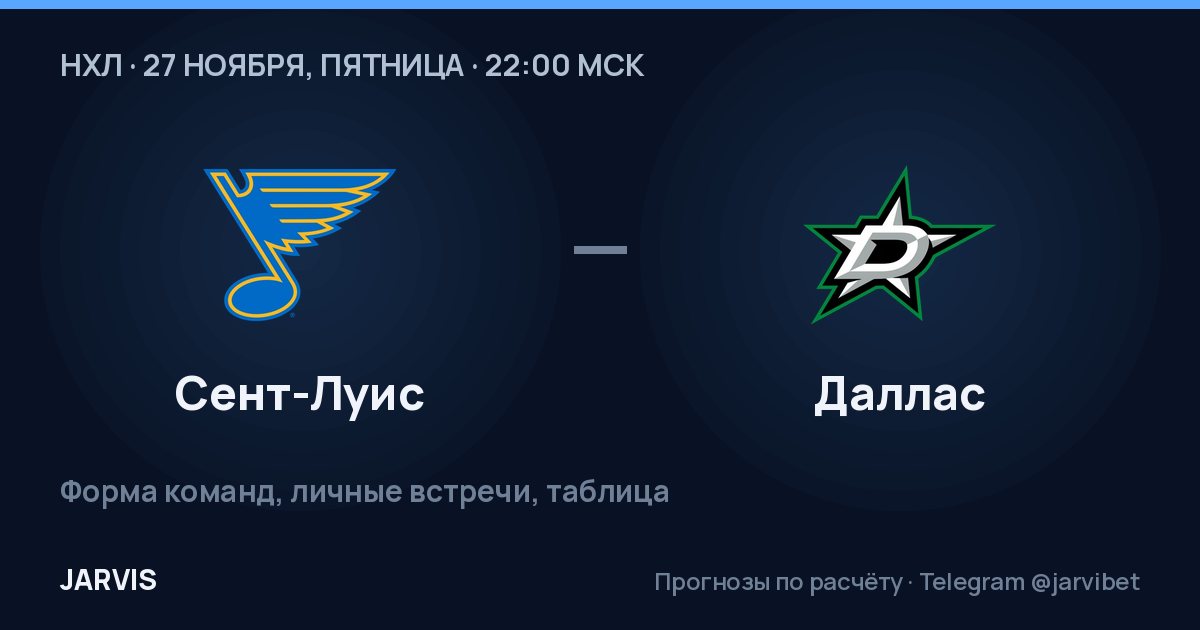 НХЛ · 27 НОЯБРЯ, ПЯТНИЦА · 22:00 МСК
D
Сент-Луис
—
Даллас
Форма команд, личные встречи, таблица
JARVIS
Прогнозы по расчёту · Telegram @jarvibet